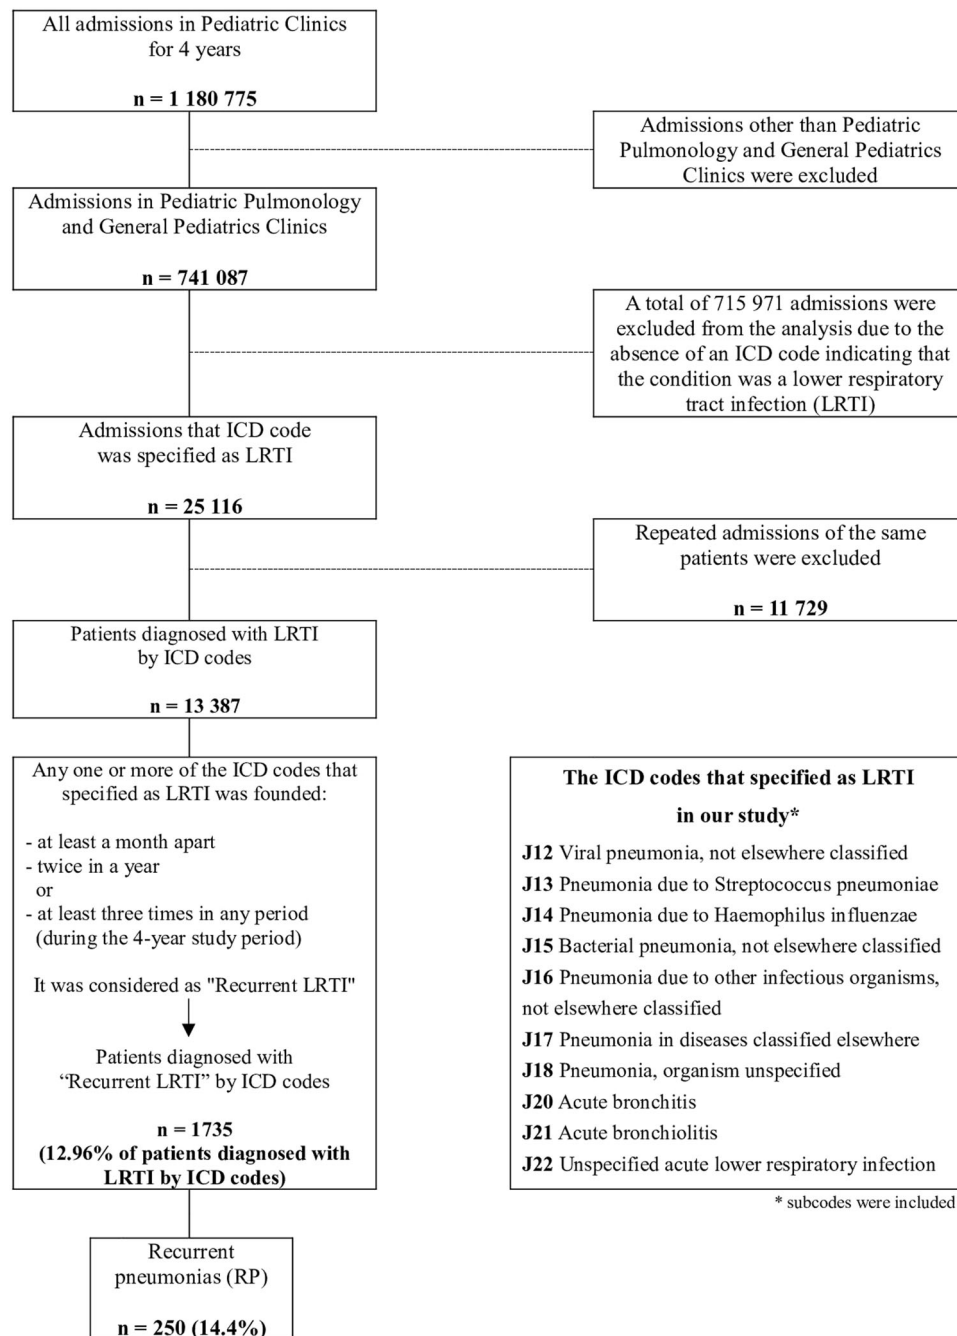 All admissions in Pediatric Clinics
for 4 years
n = 1 180 775
Admissions other than Pediatric
Pulmonology and General Pediatrics
Clinics were excluded
Admissions in Pediatric Pulmonology
and General Pediatrics Clinics
n = 741 087
A total of 715 971 admissions were
excluded from the analysis due to the
absence of an ICD code indicating that
the condition was a lower respiratory
tract infection (LRTI)
Admissions that ICD code
was specified as LRTI
n = 25 116
Repeated admissions of the same
patients were excluded
n = 11 729
Patients diagnosed with LRTI
by ICD codes
n = 13 387
Any one or more of the ICD codes that
specified as LRTI was founded:
- at least a month apart
- twice in a year
or
- at least three times in any period
(during the 4-year study period)
It was considered as "Recurrent LRTI"
Patients diagnosed with
“Recurrent LRTI” by ICD codes
n = 1735
(12.96% of patients diagnosed with
LRTI by ICD codes)
The ICD codes that specified as LRTI
in our study*
J12 Viral pneumonia, not elsewhere classified
J13 Pneumonia due to Streptococcus pneumoniae
J14 Pneumonia due to Haemophilus influenzae
J15 Bacterial pneumonia, not elsewhere classified
J16 Pneumonia due to other infectious organisms,
not elsewhere classified
J17 Pneumonia in diseases classified elsewhere
J18 Pneumonia, organism unspecified
J20 Acute bronchitis
J21 Acute bronchiolitis
J22 Unspecified acute lower respiratory infection
* subcodes were included
Recurrent
pneumonias (RP)
n = 250 (14.4%)